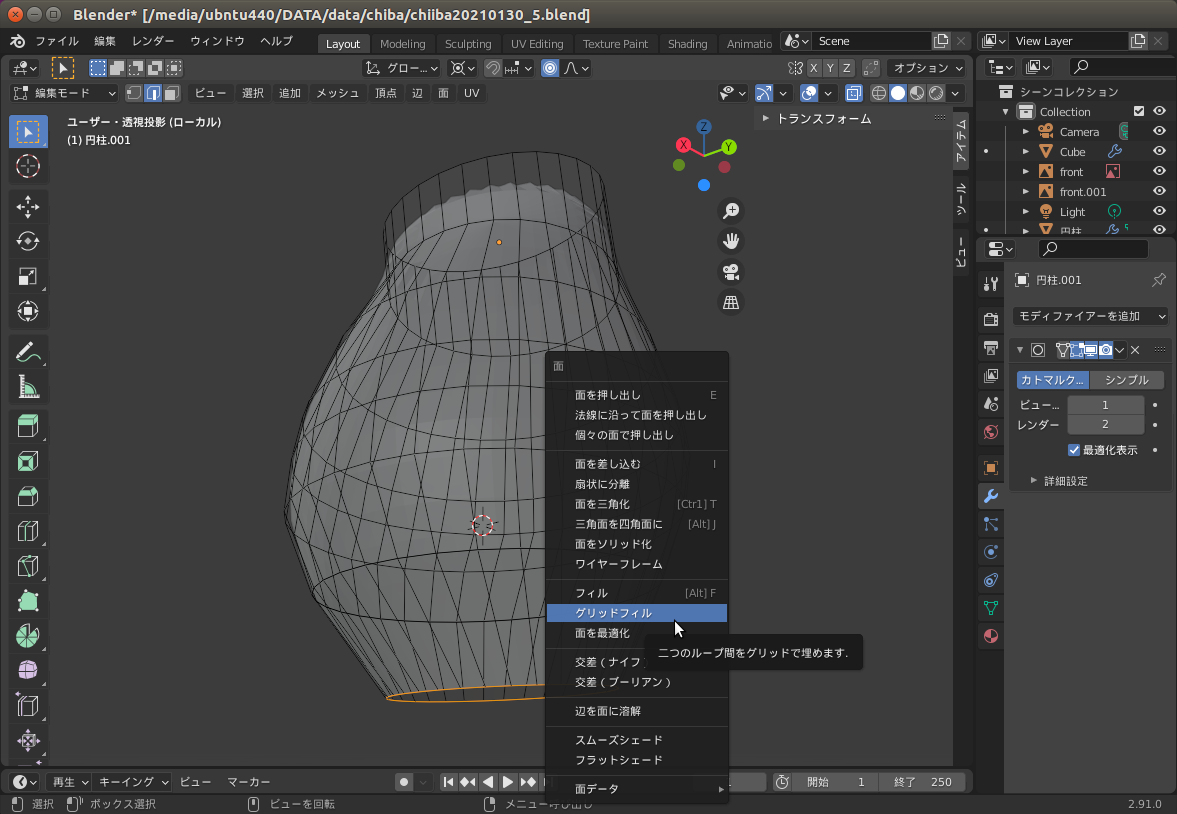 Blender* [/media/ubntu440/DATA/data/chiba/chiiba20210130_5.blend]
ファイル 編集 レンダー ウィンドウ ヘルプ Layout Modeling Sculpting UV Editing Texture Paint Shading Animatio Scene View Layer
グロー... X Y Z オプション
編集モード ビュー 選択 追加 メッシュ 頂点 辺 面 UV
ユーザー・透視投影 (ローカル)
(1) 円柱.001
Z
X
Y
トランスフォーム
アイテム
ツール
ビュー
シーンコレクション
Collection
Camera
Cube
front
front.001
Light
円柱 5
円柱.001
モディファイアーを追加
カトマルク... シンプル
ビュー... 1
レンダー 2
最適化表示
詳細設定
面
面を押し出し E
法線に沿って面を押し出し
個々の面で押し出し
面を差し込む I
扇状に分離
面を三角化 [Ctr1] T
三角面を四角面に [Alt] J
面をソリッド化
ワイヤーフレーム
フィル [Alt] F
グリッドフィル
面を最適化
二つのループ間をグリッドで埋めます.
交差 ( ナイフ
交差 ( ブーリアン )
辺を面に溶解
スムーズシェード
フラットシェード
面データ
再生 キーイング ビュー マーカー 開始 1 終了 250
選択 ボックス選択 ビューを回転 メニュー呼び出し 2.91.0